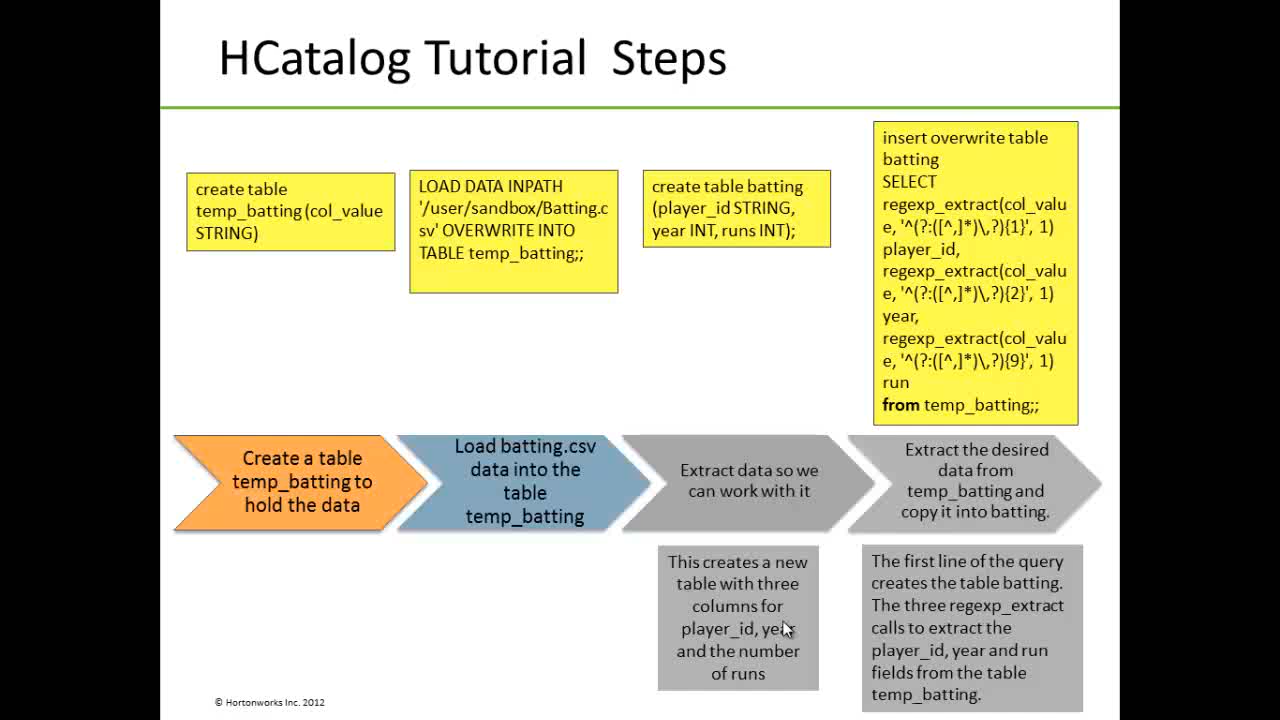 HCatalog Tutorial Steps
create table
temp_batting (col_value
STRING)
LOAD DATA INPATH
'/user/sandbox/Batting.c
sv' OVERWRITE INTO
TABLE temp_batting;;
create table batting
(player_id STRING,
year INT, runs INT);
insert overwrite table
batting
SELECT
regexp_extract(col_valu
e, '^(?:([^,]*)\,?){1}', 1)
player_id,
regexp_extract(col_valu
e, '^(?:([^,]*)\,?){2}', 1)
year,
regexp_extract(col_valu
e, '^(?:([^,]*)\,?){9}', 1)
run
from temp_batting;;
Create a table
temp_batting to
hold the data
Load batting.csv
data into the
table
temp_batting
Extract data so we
can work with it
Extract the desired
data from
temp_batting and
copy it into batting.
This creates a new
table with three
columns for
player_id, year
and the number
of runs
The first line of the query
creates the table batting.
The three regexp_extract
calls to extract the
player_id, year and run
fields from the table
temp_batting.
© Hortonworks Inc. 2012